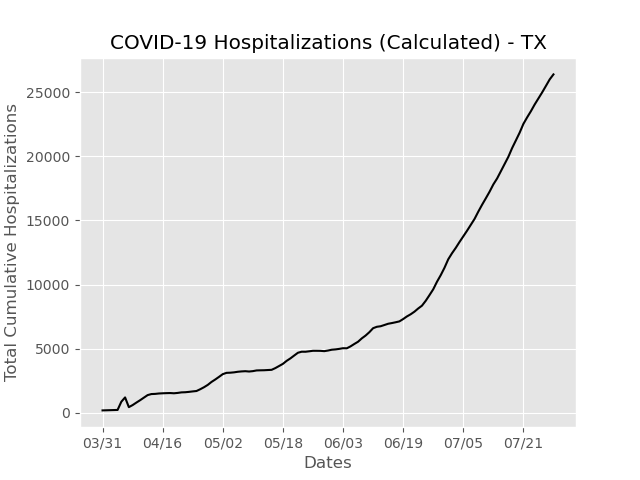 COVID-19 Hospitalizations (Calculated) - TX
Total Cumulative Hospitalizations
25000
20000
15000
10000
5000
0
03/31 04/16 05/02 05/18 06/03 06/19 07/05 07/21
Dates